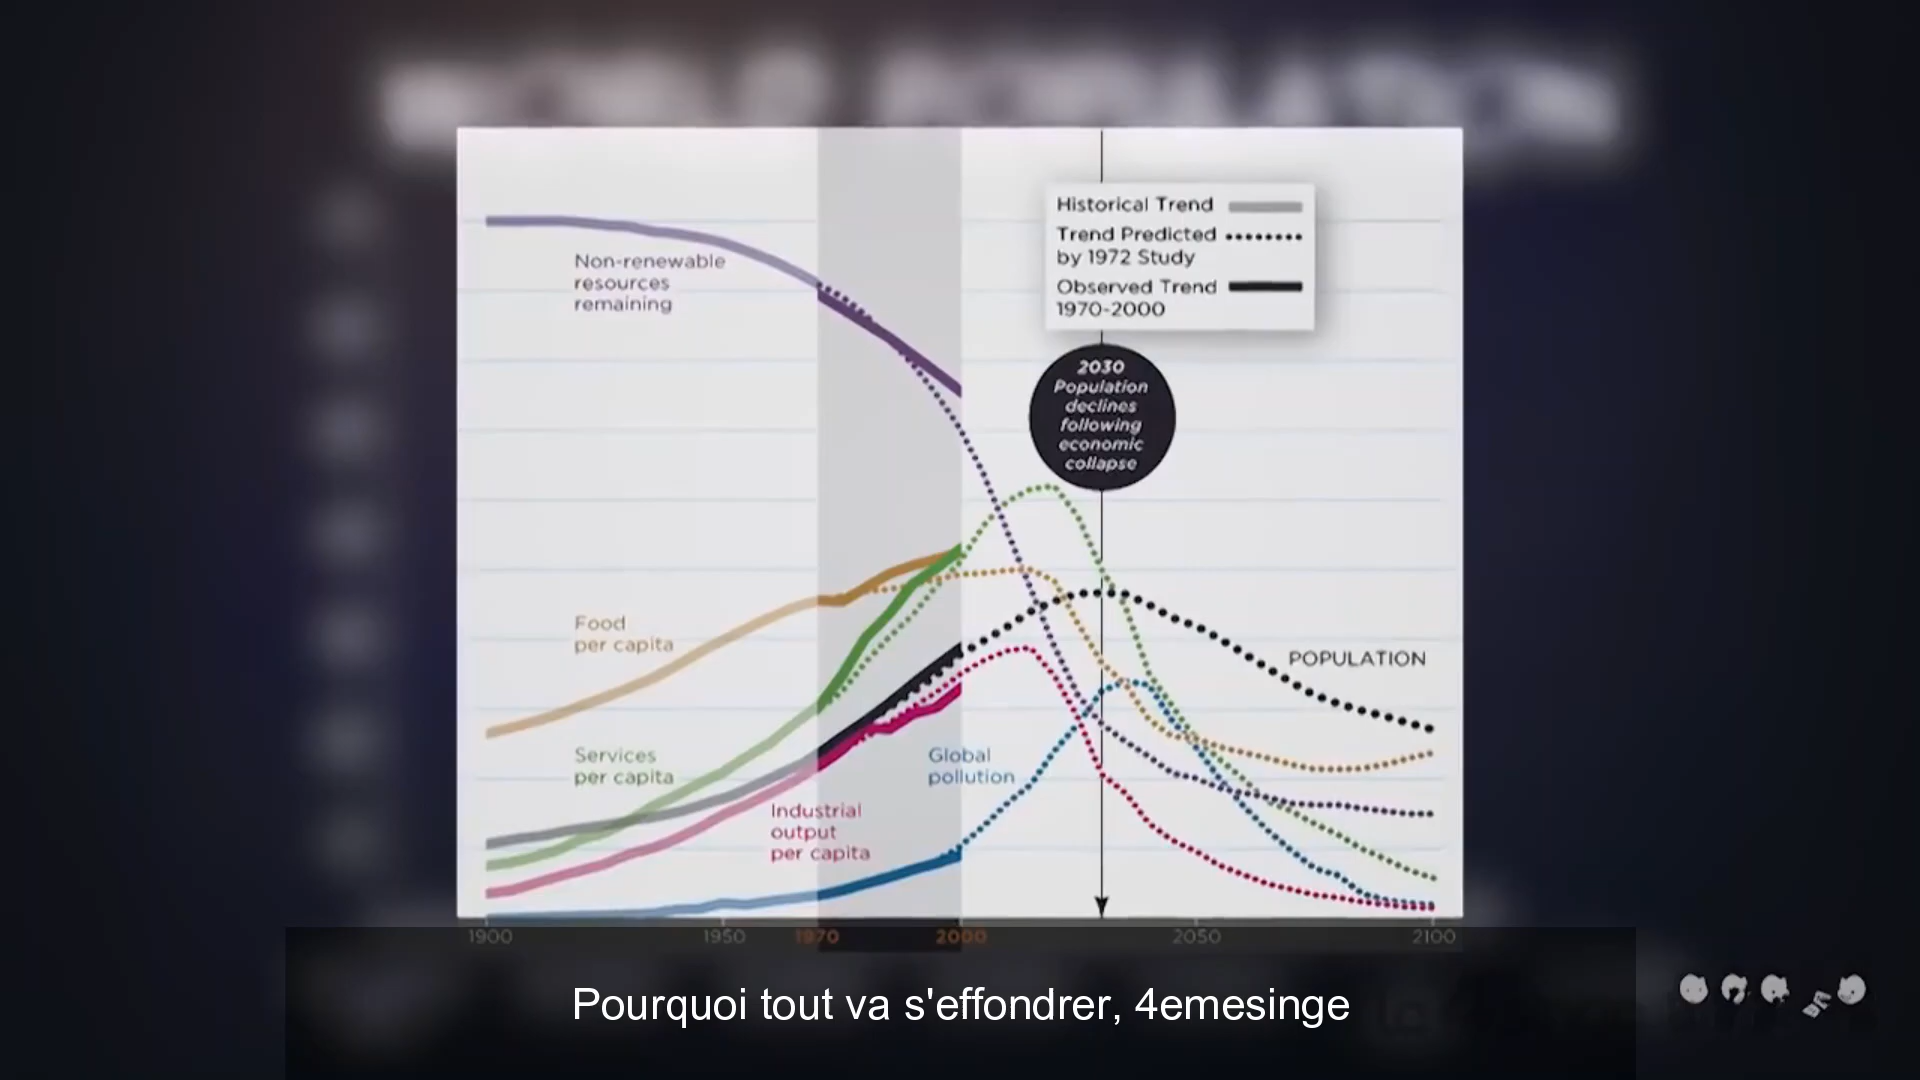 Historical Trend
Trend Predicted
by 1972 Study
Observed Trend
1970-2000
Non-renewable
resources
remaining
2030
Population
declines
following
economic
collapse
Food
per capita
POPULATION
Services
per capita
Global
pollution
Industrial
output
per capita
1900 1950 1970 2000 2050 2100
Pourquoi tout va s'effondrer, 4emesinge